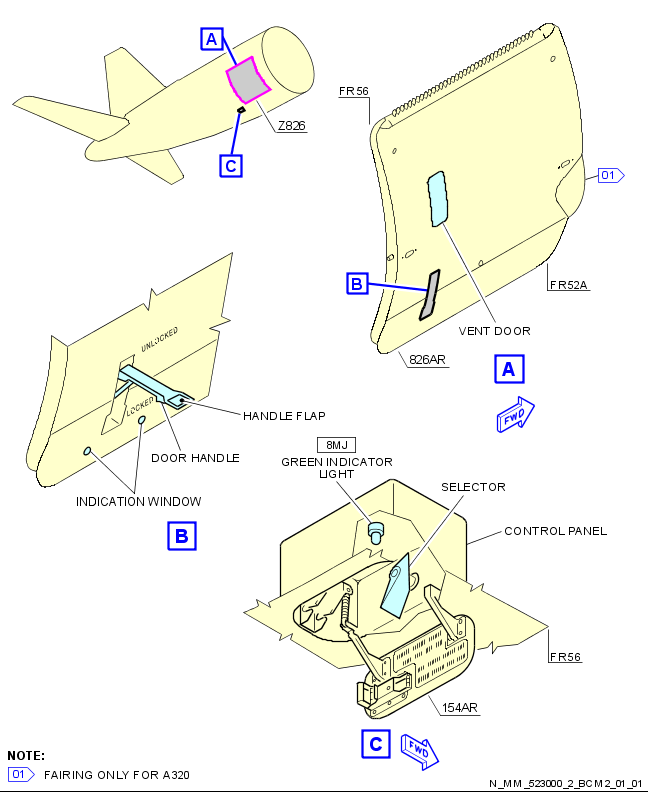 A
Z826
C
FR56
01
B
FR52A
VENT DOOR
826AR
A
FWD
UNLOCKED
LOCKED
HANDLE FLAP
DOOR HANDLE
INDICATION WINDOW
B
8MJ
GREEN INDICATOR
LIGHT
SELECTOR
CONTROL PANEL
FR56
154AR
C
FWD
NOTE:
01 FAIRING ONLY FOR A320
N_MM_523000_2_BCM2_01_01